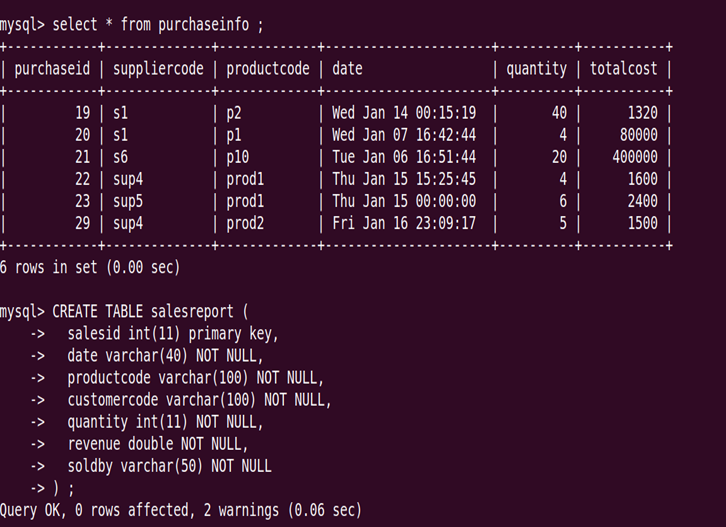 mysql> select * from purchaseinfo ;
+------------+--------------+-------------+----------------------+----------+-----------+
| purchaseid | suppliercode | productcode | date                 | quantity | totalcost |
+------------+--------------+-------------+----------------------+----------+-----------+
|         19 | s1           | p2          | Wed Jan 14 00:15:19  |       40 |      1320 |
|         20 | s1           | p1          | Wed Jan 07 16:42:44  |        4 |     80000 |
|         21 | s6           | p10         | Tue Jan 06 16:51:44  |       20 |    400000 |
|         22 | sup4         | prod1       | Thu Jan 15 15:25:45  |        4 |      1600 |
|         23 | sup5         | prod1       | Thu Jan 15 00:00:00  |        6 |      2400 |
|         29 | sup4         | prod2       | Fri Jan 16 23:09:17  |        5 |      1500 |
+------------+--------------+-------------+----------------------+----------+-----------+
6 rows in set (0.00 sec)

mysql> CREATE TABLE salesreport (
    ->   salesid int(11) primary key,
    ->   date varchar(40) NOT NULL,
    ->   productcode varchar(100) NOT NULL,
    ->   customercode varchar(100) NOT NULL,
    ->   quantity int(11) NOT NULL,
    ->   revenue double NOT NULL,
    ->   soldby varchar(50) NOT NULL
    -> ) ;
Query OK, 0 rows affected, 2 warnings (0.06 sec)